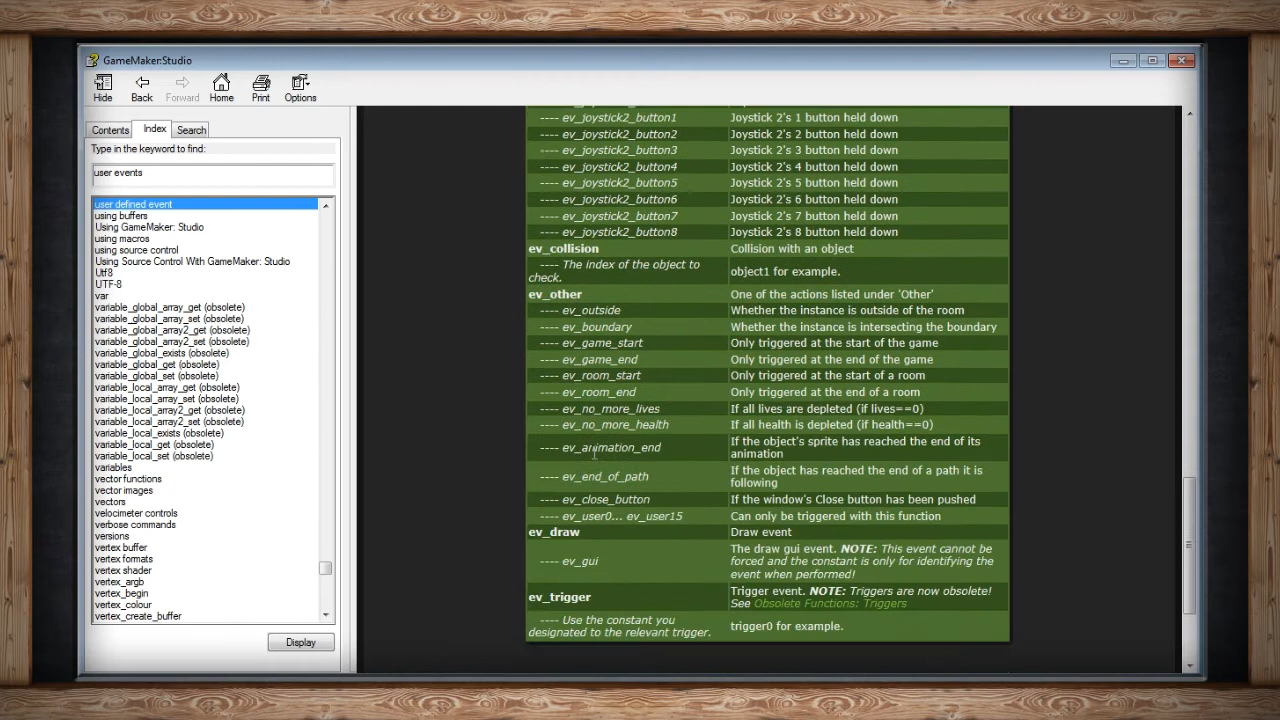 GameMaker:Studio
Hide
Back
Forward
Home
Print
Options
Contents
Index
Search
Type in the keyword to find:
user events
user defined event
using buffers
Using GameMaker: Studio
using macros
using source control
Using Source Control With GameMaker: Studio
Utf8
UTF-8
var
variable_global_array_get (obsolete)
variable_global_array_set (obsolete)
variable_global_array2_get (obsolete)
variable_global_array2_set (obsolete)
variable_global_exists (obsolete)
variable_global_get (obsolete)
variable_global_set (obsolete)
variable_local_array_get (obsolete)
variable_local_array_set (obsolete)
variable_local_array2_get (obsolete)
variable_local_array2_set (obsolete)
variable_local_exists (obsolete)
variable_local_get (obsolete)
variable_local_set (obsolete)
variables
vector functions
vector images
vectors
velocimeter controls
verbose commands
versions
vertex buffer
vertex formats
vertex shader
vertex_argb
vertex_begin
vertex_colour
vertex_create_buffer
Display
---- ev_joystick2_button1 Joystick 2's 1 button held down
---- ev_joystick2_button2 Joystick 2's 2 button held down
---- ev_joystick2_button3 Joystick 2's 3 button held down
---- ev_joystick2_button4 Joystick 2's 4 button held down
---- ev_joystick2_button5 Joystick 2's 5 button held down
---- ev_joystick2_button6 Joystick 2's 6 button held down
---- ev_joystick2_button7 Joystick 2's 7 button held down
---- ev_joystick2_button8 Joystick 2's 8 button held down
ev_collision Collision with an object
---- The index of the object to
check.
object1 for example.
ev_other One of the actions listed under 'Other'
---- ev_outside Whether the instance is outside of the room
---- ev_boundary Whether the instance is intersecting the boundary
---- ev_game_start Only triggered at the start of the game
---- ev_game_end Only triggered at the end of the game
---- ev_room_start Only triggered at the start of a room
---- ev_room_end Only triggered at the end of a room
---- ev_no_more_lives If all lives are depleted (if lives==0)
---- ev_no_more_health If all health is depleted (if health==0)
---- ev_animation_end
If the object's sprite has reached the end of its
animation
---- ev_end_of_path
If the object has reached the end of a path it is
following
---- ev_close_button If the window's Close button has been pushed
---- ev_user0... ev_user15 Can only be triggered with this function
ev_draw Draw event
---- ev_gui
The draw gui event. NOTE: This event cannot be
forced and the constant is only for identifying the
event when performed!
ev_trigger
Trigger event. NOTE: Triggers are now obsolete!
See Obsolete Functions: Triggers
---- Use the constant you
designated to the relevant trigger.
trigger0 for example.